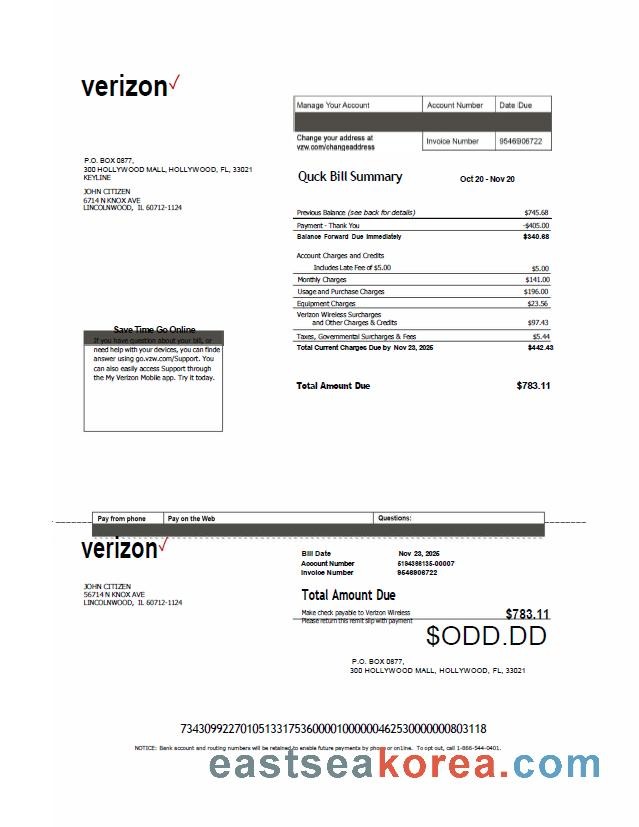 verizon✓
Manage Your Account Account Number Date Due
Change your address at
vzw.com/changeaddress
Invoice Number 9546906722
P.O. BOX 0877,
300 HOLLYWOOD MALL, HOLLYWOOD, FL, 33021
KEYLINE
JOHN CITIZEN
6714 N KNOX AVE
LINCOLNWOOD, IL 60712-1124
Quck Bill Summary Oct 20 - Nov 20
Previous Balance (see back for details) $745.68
Payment - Thank You -$405.00
Balance Forward Due Immediately $340.68
Account Charges and Credits
Includes Late Fee of $5.00 $5.00
Monthly Charges $141.00
Usage and Purchase Charges $196.00
Equipment Charges $23.56
Verizon Wireless Surcharges
and Other Charges & Credits $97.43
Taxes, Governmental Surcharges & Fees $5.44
Total Current Charges Due by Nov 23, 2025 $442.43
Total Amount Due $783.11
Save Time Go Online
If you have question about your bill, or
need help with your devices, you can finde
answer using go.vzw.com/Support. You
can also easily access Support through
the My Verizon Mobile app. Try it today.
Pay from phone Pay on the Web Questions:
verizon✓
Bill Date Nov 23, 2025
Account Number
Invoice Number 9546906722
JOHN CITIZEN
56714 N KNOX AVE
LINCOLNWOOD, IL 60712-1124
Total Amount Due
Make check payable to Verizon Wireless
Please return this remit slip with payment
$783.11
$ODD.DD
P.O. BOX 0877,
300 HOLLYWOOD MALL, HOLLYWOOD, FL, 33021
NOTICE: Bank account and routing numbers will be retained to enable future payments by phone or online. To opt out, call 1-866-544-0401.
eastseakorea.com